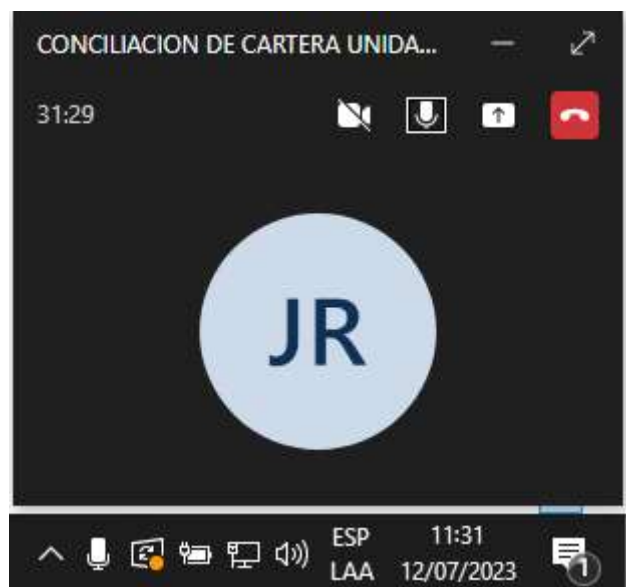 CONCILIACION DE CARTERA UNIDA...
31:29
JR
ESP 11:31
LAA 12/07/2023
1